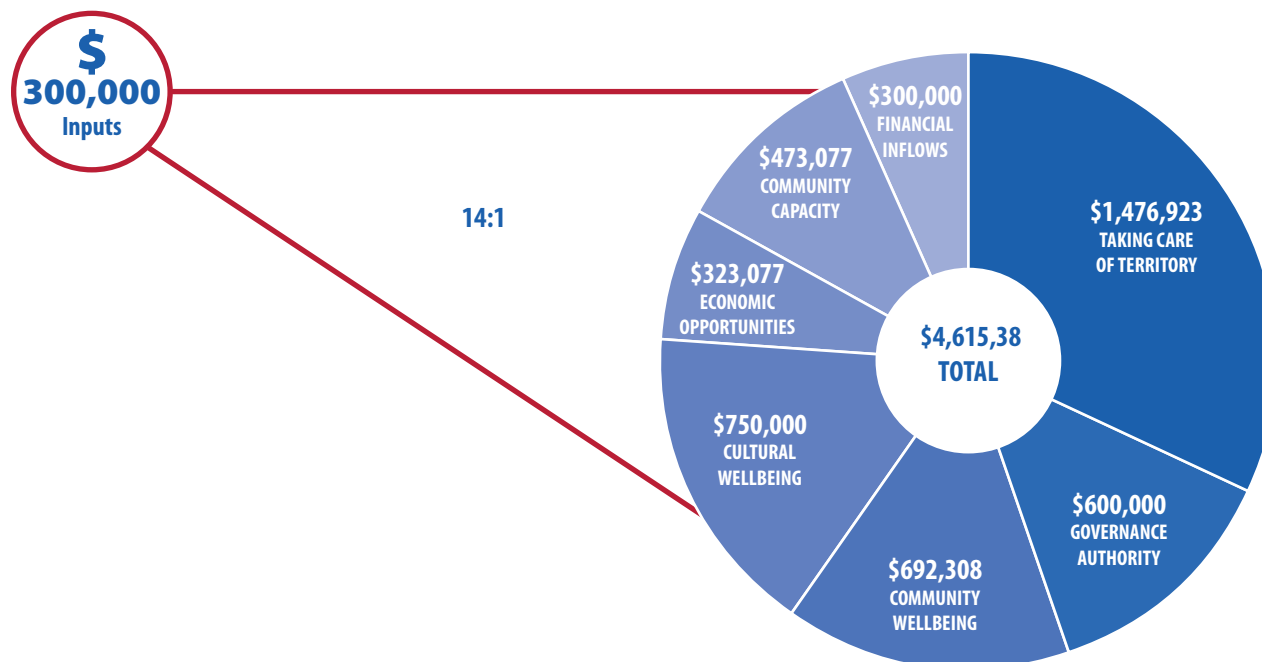 $
300,000
Inputs
14:1
$300,000
FINANCIAL
INFLOWS
$473,077
COMMUNITY
CAPACITY
$1,476,923
TAKING CARE
OF TERRITORY
$323,077
ECONOMIC
OPPORTUNITIES
$4,615,38
TOTAL
$750,000
CULTURAL
WELLBEING
$600,000
GOVERNANCE
AUTHORITY
$692,308
COMMUNITY
WELLBEING